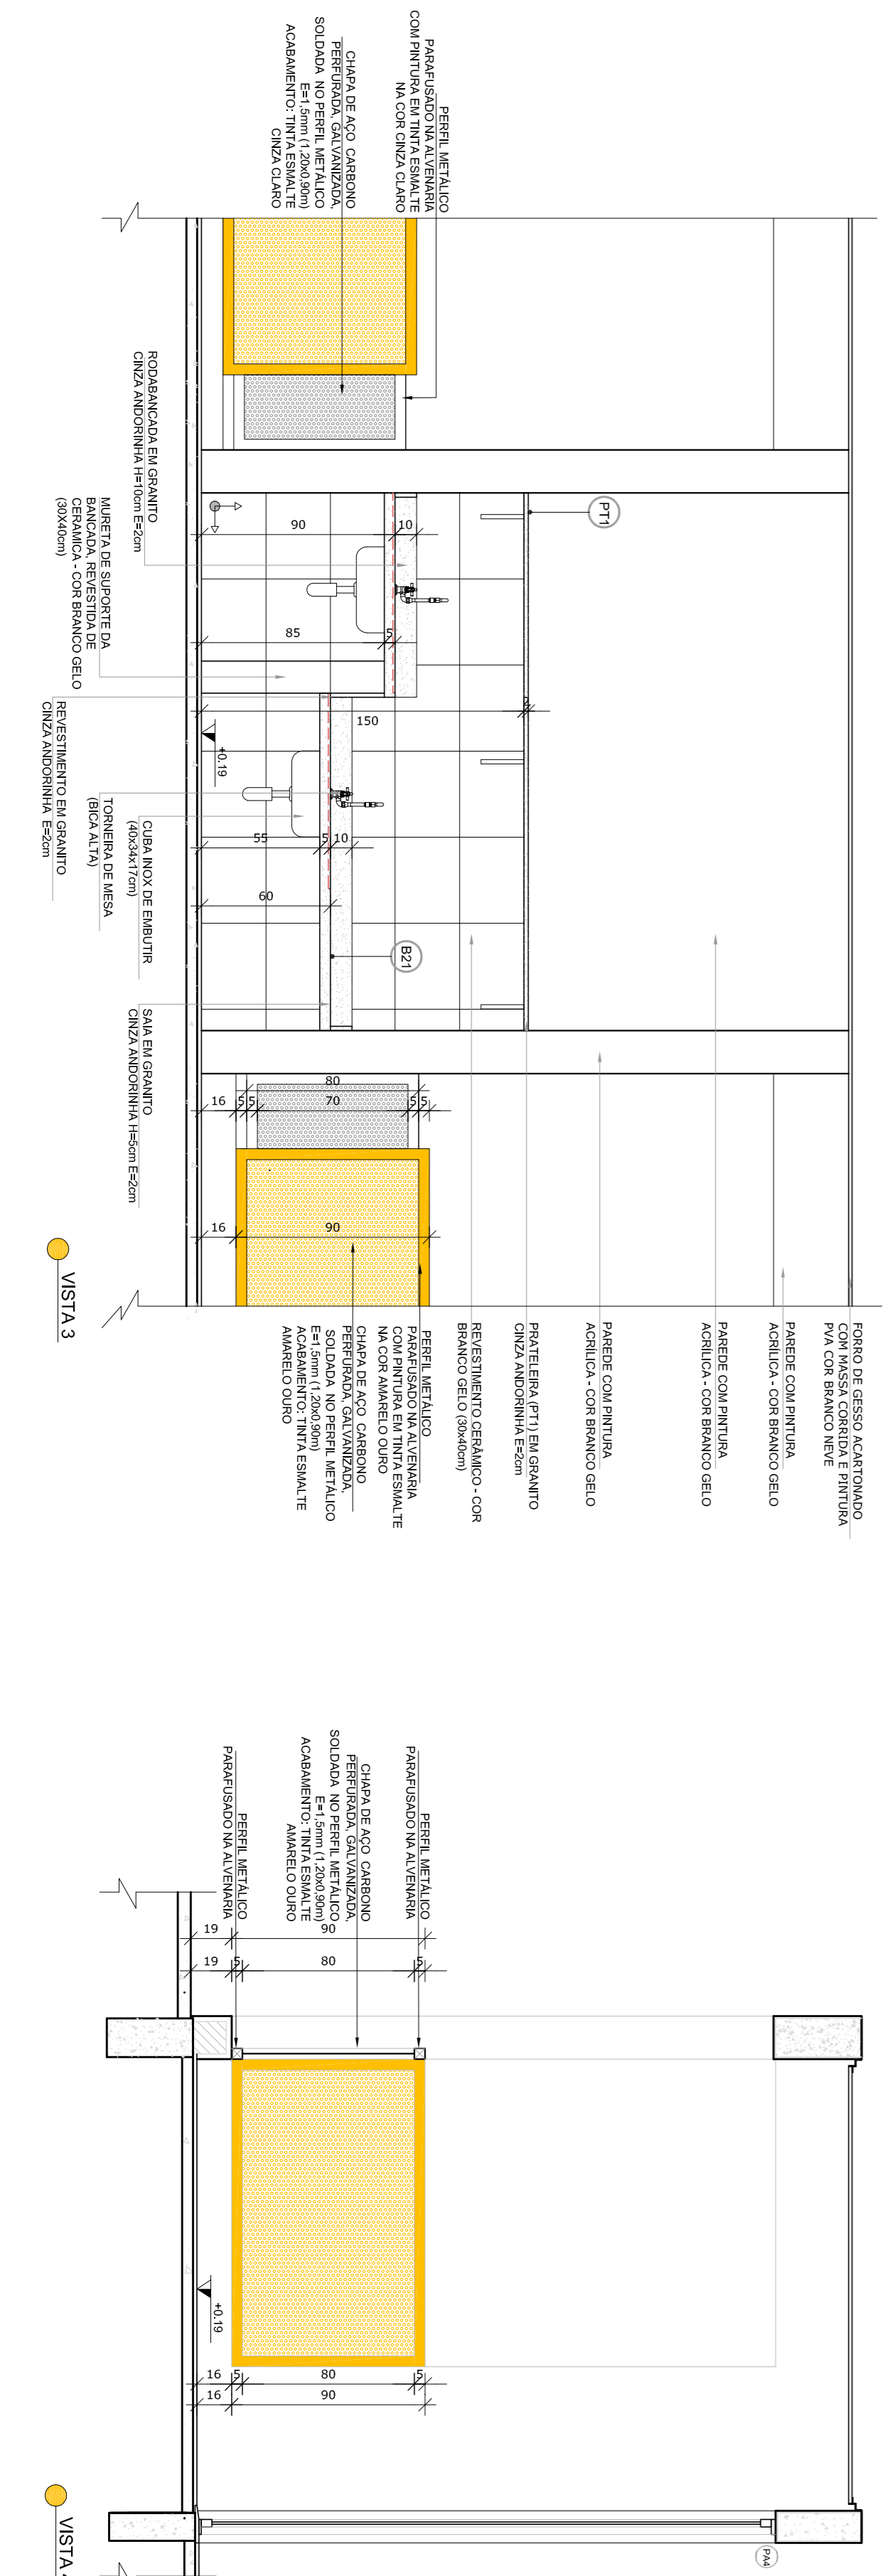 PERFIL METÁLICO
PARAFUSADO NA ALVENARIA
COM PINTURA EM TINTA ESMALTE
NA COR CINZA CLARO
CHAPA DE AÇO CARBONO
PERFURADA, GALVANIZADA,
SOLDADA NO PERFIL METÁLICO
E=1,5mm (1,20x0,90m)
ACABAMENTO: TINTA ESMALTE
CINZA CLARO
RODABANCADA EM GRANITO
CINZA ANDORINHA H=10cm E=2cm
MURETA DE SUPORTE DA
BANCADA, REVESTIDA DE
CERAMICA - COR BRANCO GELO
(30X40cm)
REVESTIMENTO EM GRANITO
CINZA ANDORINHA E=2cm
TORNEIRA DE MESA
(BICA ALTA)
CUBA INOX DE EMBUTIR
(40x34x17cm)
SAIA EM GRANITO
CINZA ANDORINHA H=5cm E=2cm
PT1
90
10
85
5
150
2
+0.19
55
5
10
60
B21
80
16
5
5
70
5
5
16
90
FORRO DE GESSO ACARTONADO
COM MASSA CORRIDA E PINTURA
PVA COR BRANCO NEVE
PAREDE COM PINTURA
ACRÍLICA - COR BRANCO GELO
PAREDE COM PINTURA
ACRÍLICA - COR BRANCO GELO
PAREDE COM PINTURA
ACRÍLICA - COR BRANCO GELO
PRATELEIRA (PT1) EM GRANITO
CINZA ANDORINHA E=2cm
REVESTIMENTO CERÂMICO - COR
BRANCO GELO (30x40cm)
PERFIL METÁLICO
PARAFUSADO NA ALVENARIA
COM PINTURA EM TINTA ESMALTE
NA COR AMARELO OURO
CHAPA DE AÇO CARBONO
PERFURADA, GALVANIZADA,
SOLDADA NO PERFIL METÁLICO
E=1,5mm (1,20x0,90m)
ACABAMENTO: TINTA ESMALTE
AMARELO OURO
VISTA 3
PERFIL METÁLICO
PARAFUSADO NA ALVENARIA
CHAPA DE AÇO CARBONO
PERFURADA, GALVANIZADA,
SOLDADA NO PERFIL METÁLICO
E=1,5mm (1,20x0,90m)
ACABAMENTO: TINTA ESMALTE
AMARELO OURO
PERFIL METÁLICO
PARAFUSADO NA ALVENARIA
19
90
19
5
80
5
+0.19
16
5
80
5
16
90
PA4
VISTA